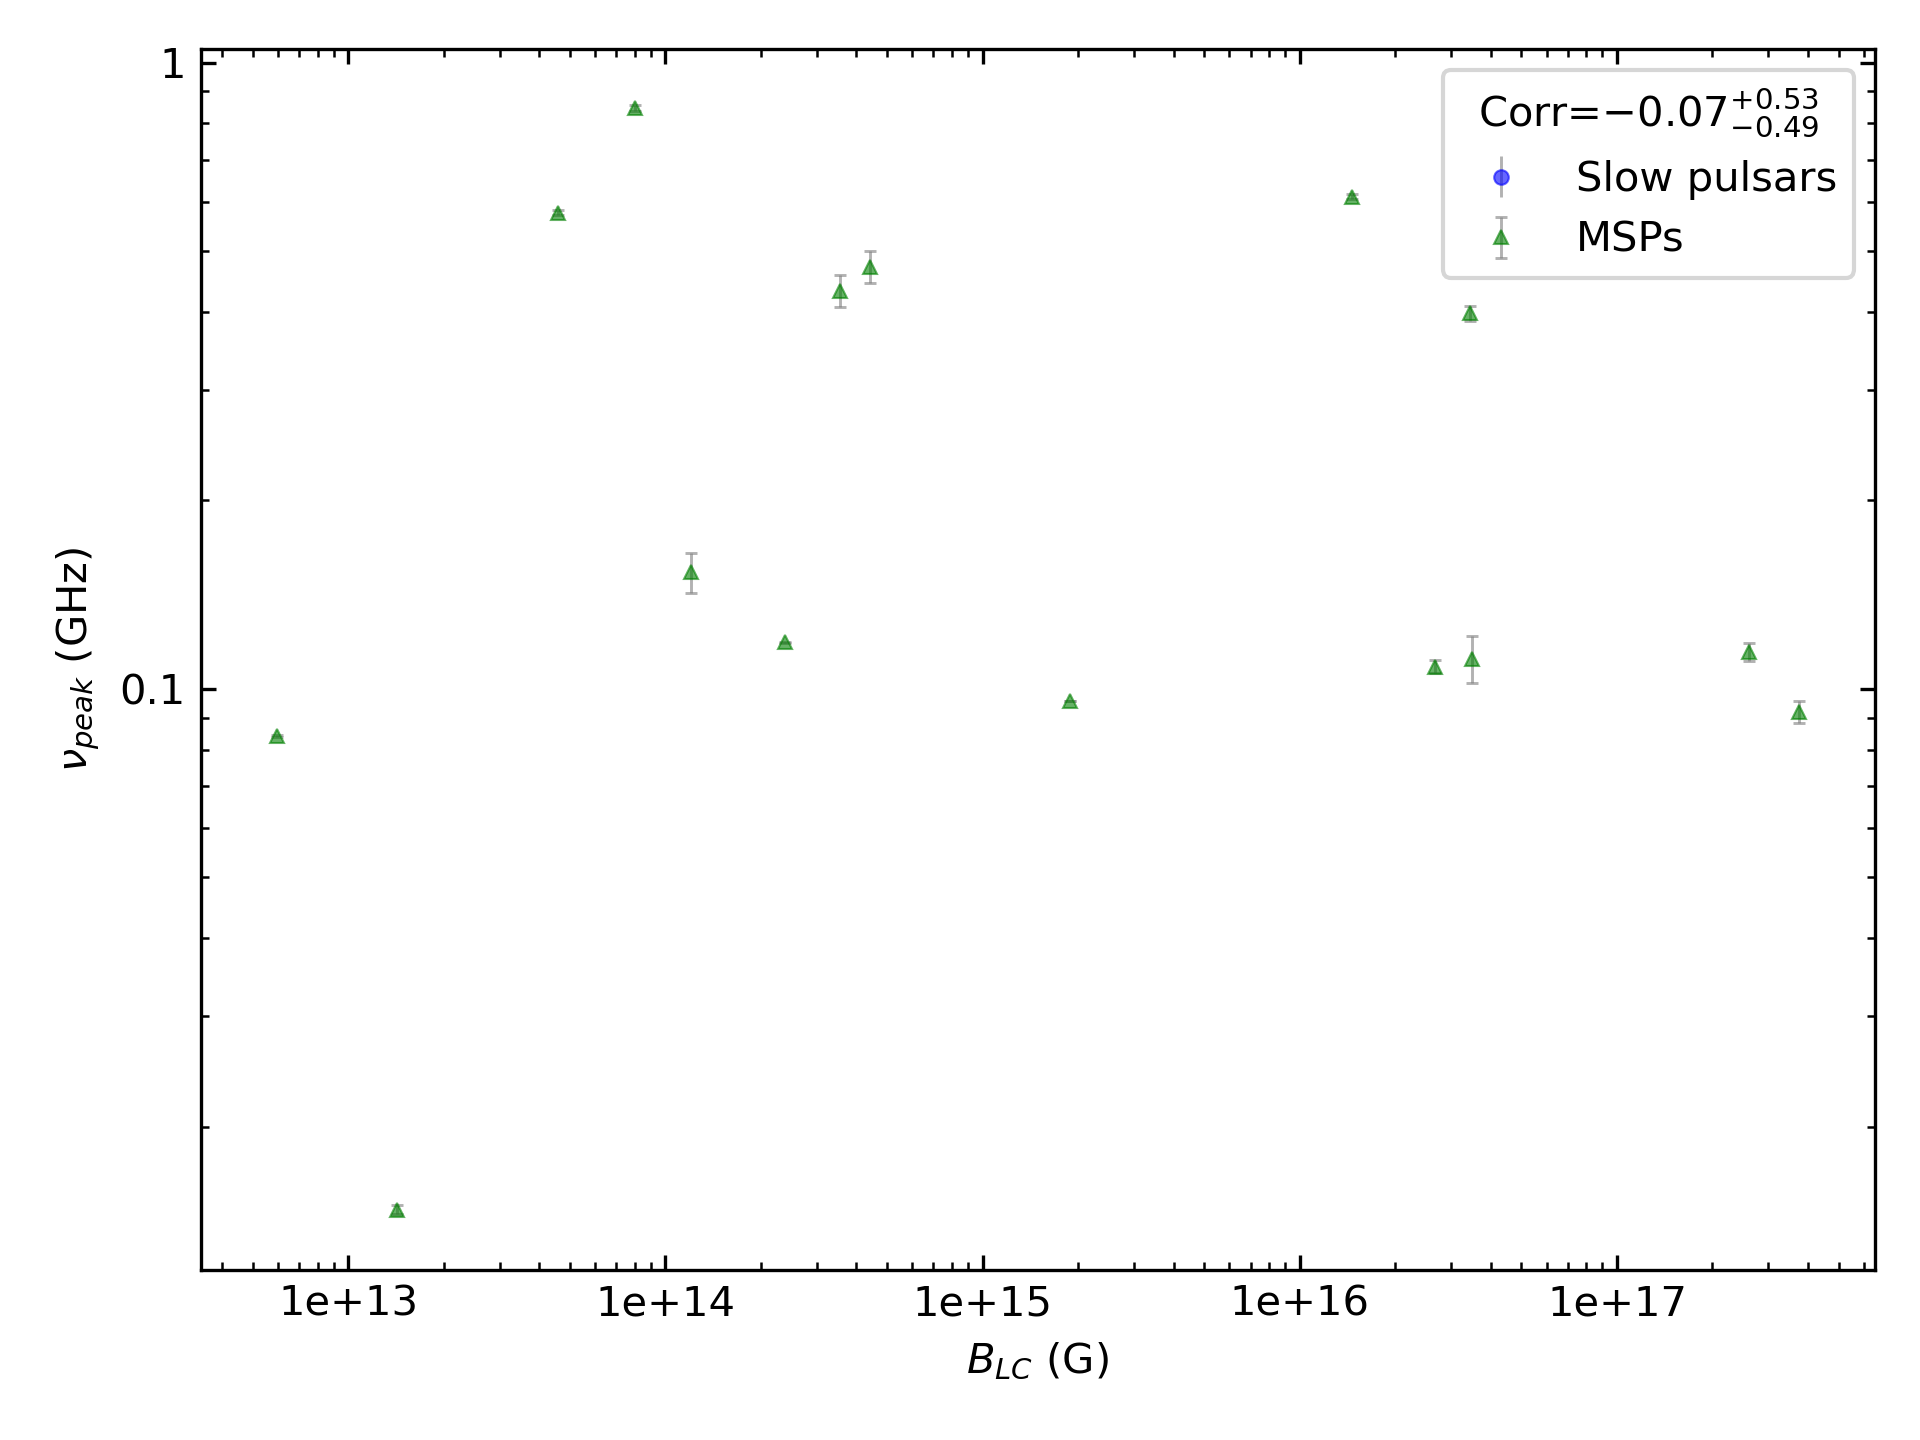 1
Corr=−0.07 +0.53 −0.49
Slow pulsars
MSPs
ν_peak (GHz)
0.1
1e+13 1e+14 1e+15 1e+16 1e+17
B_LC (G)